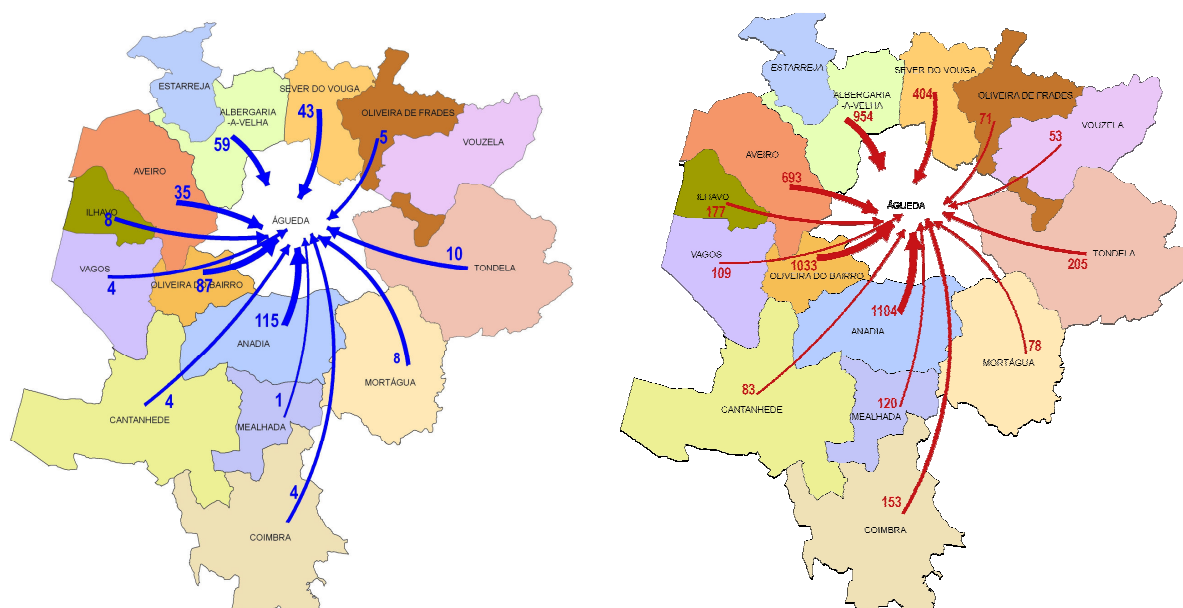 ESTARREJA
SEVER DO VOUGA
ALBERGARIA
-A-VELHA
43
OLIVEIRA DE FRADES
59
5
VOUZELA
AVEIRO
35
ILHAVO
8
ÁGUEDA
VAGOS
4
OLIVEIRA DO BAIRRO
87
10
TONDELA
115
ANADIA
8
MORTÁGUA
4
CANTANHEDE
1
MEALHADA
4
COIMBRA
ESTARREJA
SEVER DO VOUGA
ALBERGARIA
-A-VELHA
404
OLIVEIRA DE FRADES
954
71
VOUZELA
53
AVEIRO
693
ILHAVO
177
ÁGUEDA
VAGOS
109
1033
OLIVEIRA DO BAIRRO
TONDELA
205
1184
ANADIA
78
MORTÁGUA
83
CANTANHEDE
120
MEALHADA
153
COIMBRA